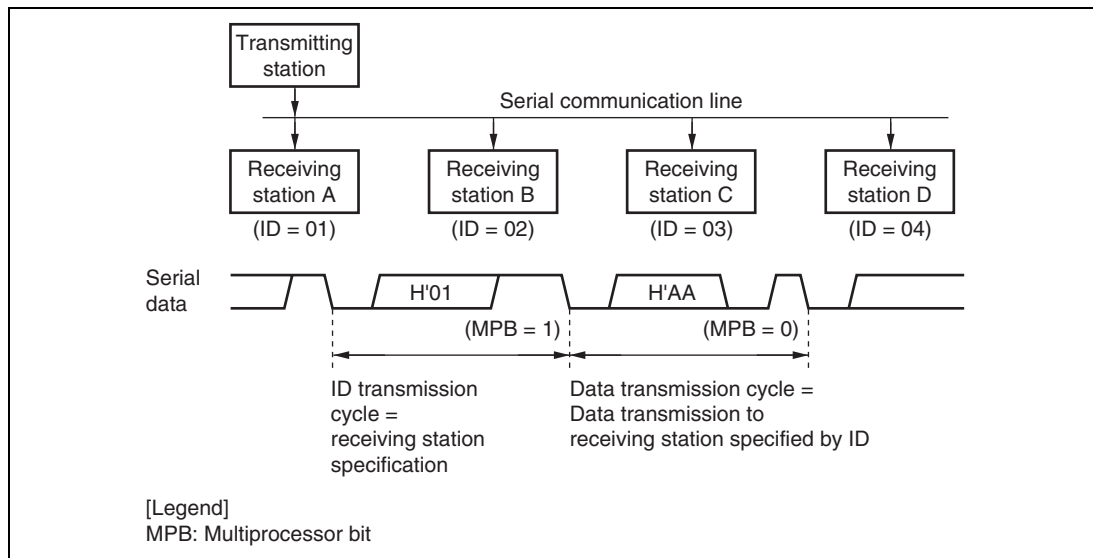 Transmitting
station
Serial communication line
Receiving
station A
Receiving
station B
Receiving
station C
Receiving
station D
(ID = 01)
(ID = 02)
(ID = 03)
(ID = 04)
Serial
data
H'01
H'AA
(MPB = 1)
(MPB = 0)
ID transmission
cycle =
receiving station
specification
Data transmission cycle =
Data transmission to
receiving station specified by ID
[Legend]
MPB: Multiprocessor bit